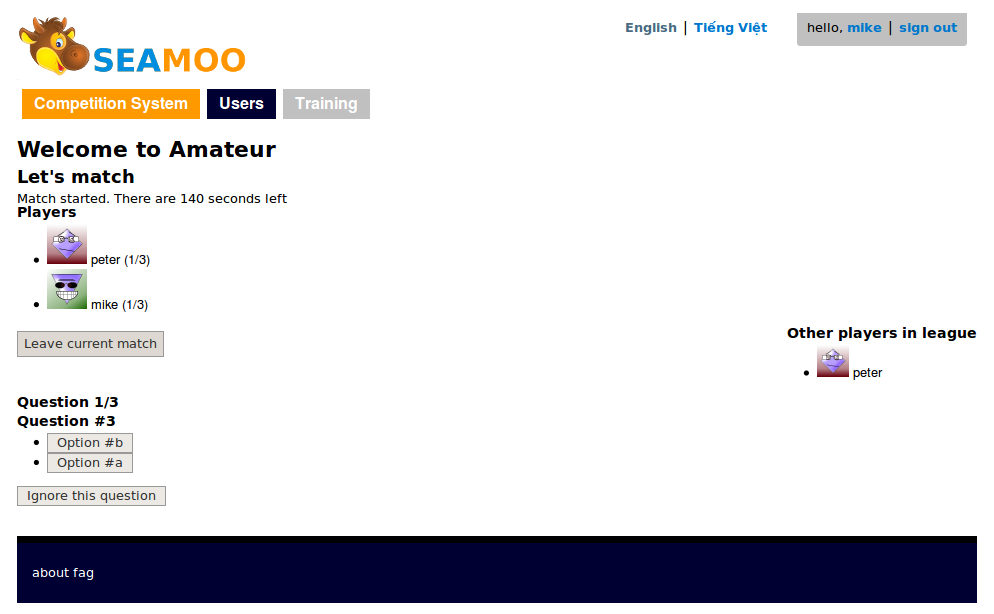 SEAMOO
English | Tiếng Việt
hello, mike | sign out
Competition System
Users
Training
Welcome to Amateur
Let's match
Match started. There are 140 seconds left
Players
peter (1/3)
mike (1/3)
Leave current match
Other players in league
peter
Question 1/3
Question #3
Option #b
Option #a
Ignore this question
about fag